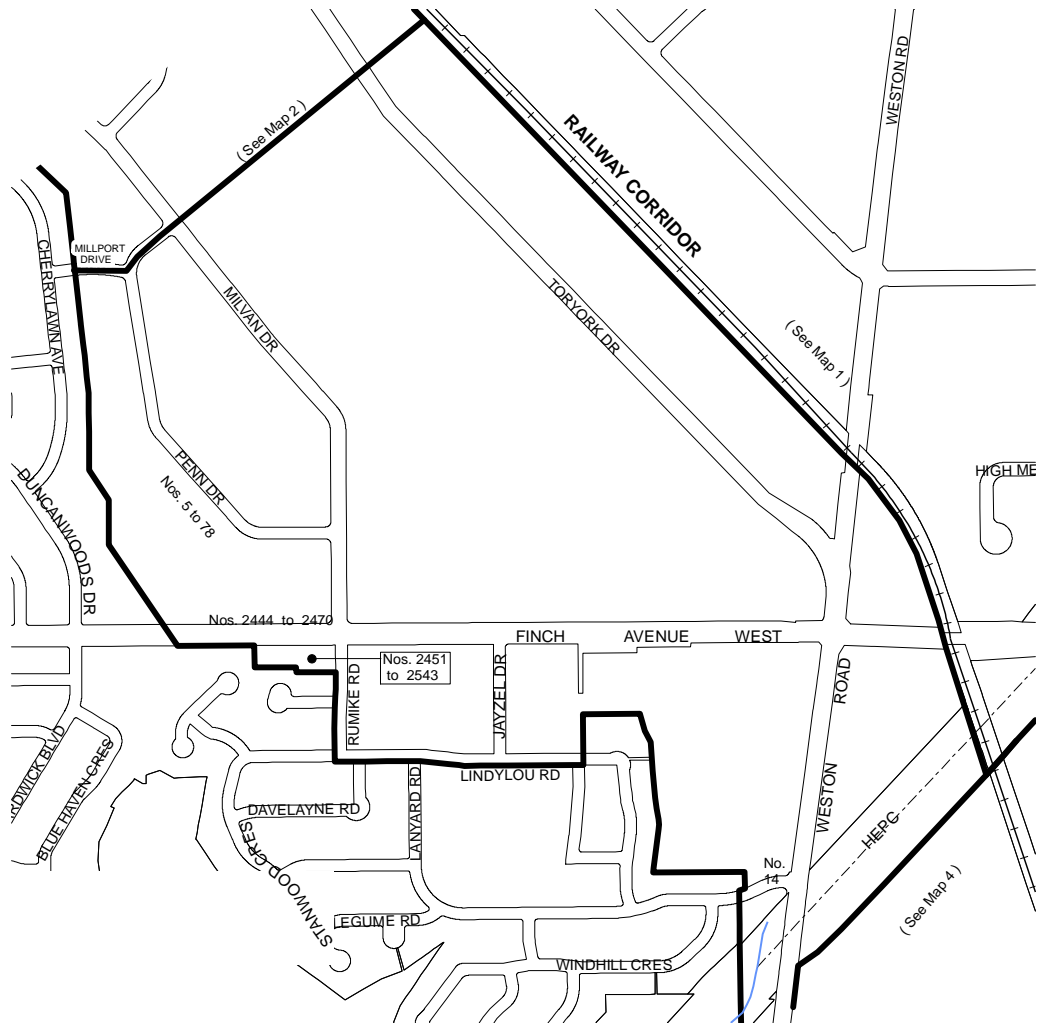 WESTON RD
( See Map 2 )
RAILWAY CORRIDOR
MILLPORT
DRIVE
CHERRYLAWN AVE
MILVAN DR
TORYORK DR
( See Map 1 )
PENN DR
Nos. 5 to 78
HIGH ME
DUNCANWOODS DR
Nos. 2444 to 2470
FINCH AVENUE WEST
Nos. 2451
to 2543
RUMIKE RD
JAYZEL DR
WESTON ROAD
LINDYLOU RD
RDWICK BLVD
BLUE HAVEN CRES
DAVELAYNE RD
LANYARD RD
STANWOOD CRES
HEPC
No.
14
( See Map 4 )
LEGUME RD
WINDHILL CRES